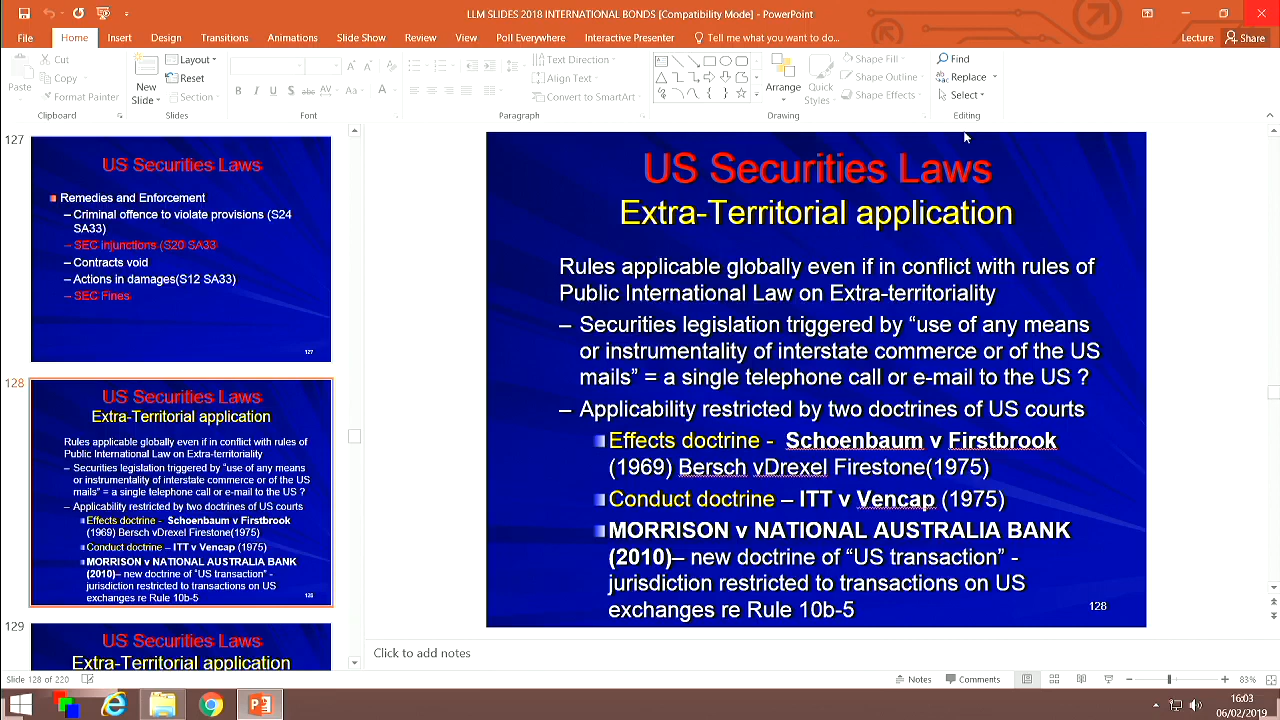 LLM SLIDES 2018 INTERNATIONAL BONDS [Compatibility Mode] - PowerPoint
File Home Insert Design Transitions Animations Slide Show Review View Poll Everywhere Interactive Presenter Tell me what you want to do... Lecture Share
Paste
Cut
Copy
Format Painter
Clipboard
New
Slide
Layout
Reset
Section
Slides
B I U S abc AV Aa A
Font
Text Direction
Align Text
Convert to SmartArt
Paragraph
Arrange
Quick
Styles
Shape Fill
Shape Outline
Shape Effects
Drawing
Find
Replace
Select
Editing
127
US Securities Laws
Remedies and Enforcement
– Criminal offence to violate provisions (S24
SA33)
– SEC injunctions (S20 SA33
– Contracts void
– Actions in damages(S12 SA33)
– SEC Fines
127
128
US Securities Laws
Extra-Territorial application
Rules applicable globally even if in conflict with rules of
Public International Law on Extra-territoriality
– Securities legislation triggered by “use of any means
or instrumentality of interstate commerce or of the US
mails” = a single telephone call or e-mail to the US ?
– Applicability restricted by two doctrines of US courts
Effects doctrine - Schoenbaum v Firstbrook
(1969) Bersch vDrexel Firestone(1975)
Conduct doctrine – ITT v Vencap (1975)
MORRISON v NATIONAL AUSTRALIA BANK
(2010)– new doctrine of “US transaction” -
jurisdiction restricted to transactions on US
exchanges re Rule 10b-5
128
129
US Securities Laws
Extra-Territorial application
US Securities Laws
Extra-Territorial application
Rules applicable globally even if in conflict with rules of
Public International Law on Extra-territoriality
– Securities legislation triggered by “use of any means
or instrumentality of interstate commerce or of the US
mails” = a single telephone call or e-mail to the US ?
– Applicability restricted by two doctrines of US courts
Effects doctrine - Schoenbaum v Firstbrook
(1969) Bersch vDrexel Firestone(1975)
Conduct doctrine – ITT v Vencap (1975)
MORRISON v NATIONAL AUSTRALIA BANK
(2010)– new doctrine of “US transaction” -
jurisdiction restricted to transactions on US
exchanges re Rule 10b-5
128
Click to add notes
Slide 128 of 220
Notes Comments 83%
16:03
06/02/2019